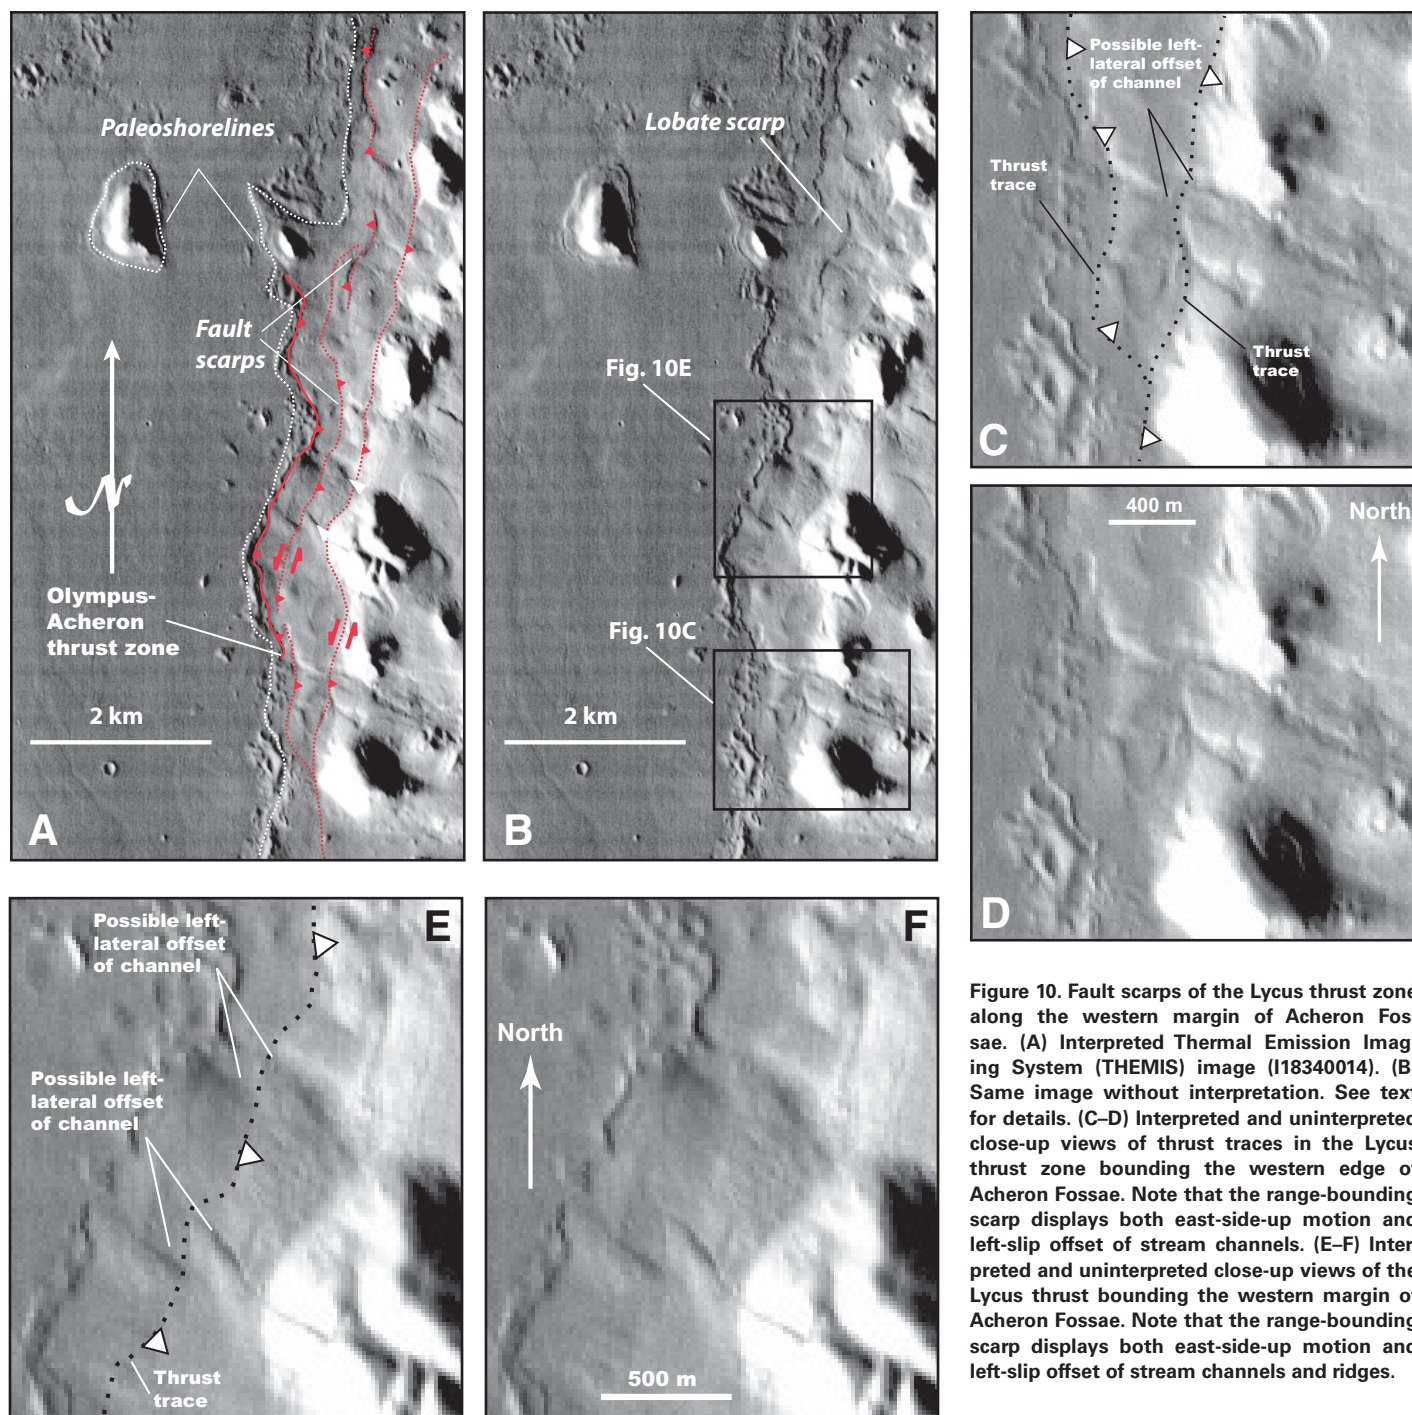 Paleoshorelines
Fault
scarps
N
Olympus-
Acheron
thrust zone
2 km
A
Lobate scarp
Fig. 10E
Fig. 10C
2 km
B
Possible left-
lateral offset
of channel
Thrust
trace
Thrust
trace
C
400 m
North
D
Possible left-
lateral offset
of channel
E
Possible left-
lateral offset
of channel
Thrust
trace
F
North
500 m
Figure 10. Fault scarps of the Lycus thrust zone
along the western margin of Acheron Fos-
sae. (A) Interpreted Thermal Emission Imag-
ing System (THEMIS) image (I18340014). (B)
Same image without interpretation. See text
for details. (C–D) Interpreted and uninterpreted
close-up views of thrust traces in the Lycus
thrust zone bounding the western edge of
Acheron Fossae. Note that the range-bounding
scarp displays both east-side-up motion and
left-slip offset of stream channels. (E–F) Inter-
preted and uninterpreted close-up views of the
Lycus thrust bounding the western margin of
Acheron Fossae. Note that the range-bounding
scarp displays both east-side-up motion and
left-slip offset of stream channels and ridges.